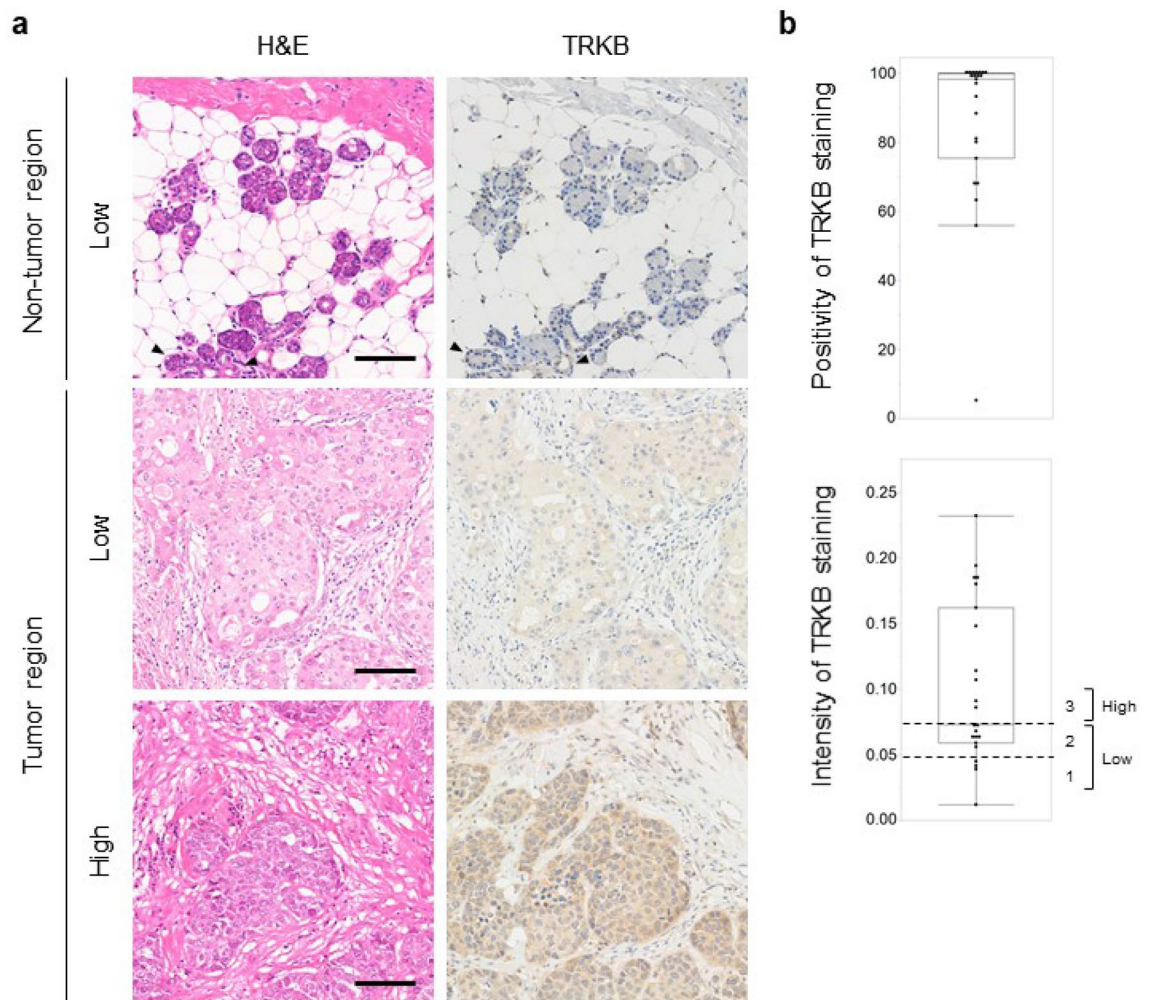 a
H&E
TRKB
Non-tumor region
Low
Tumor region
Low
High
b
Positivity of TRKB staining
100
80
60
40
20
0
Intensity of TRKB staining
0.25
0.20
0.15
0.10
0.05
0.00
3
High
2
Low
1